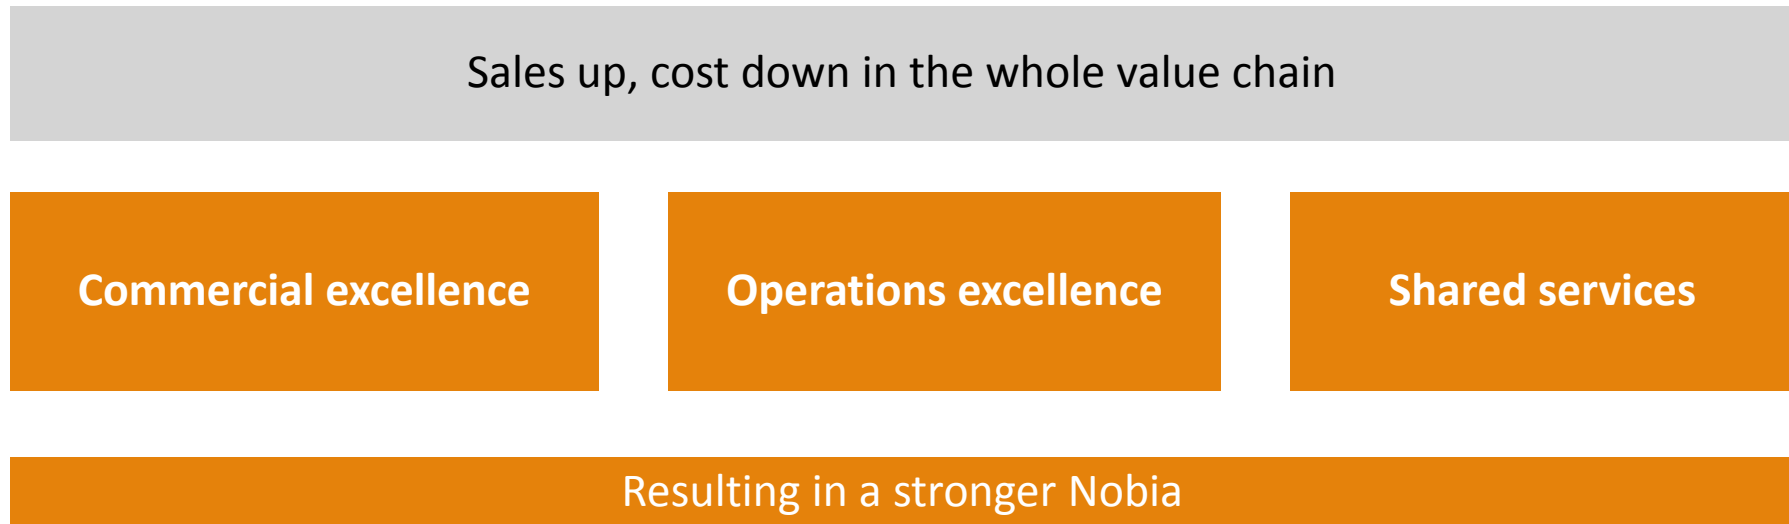 Sales up, cost down in the whole value chain
Commercial excellence
Operations excellence
Shared services
Resulting in a stronger Nobia